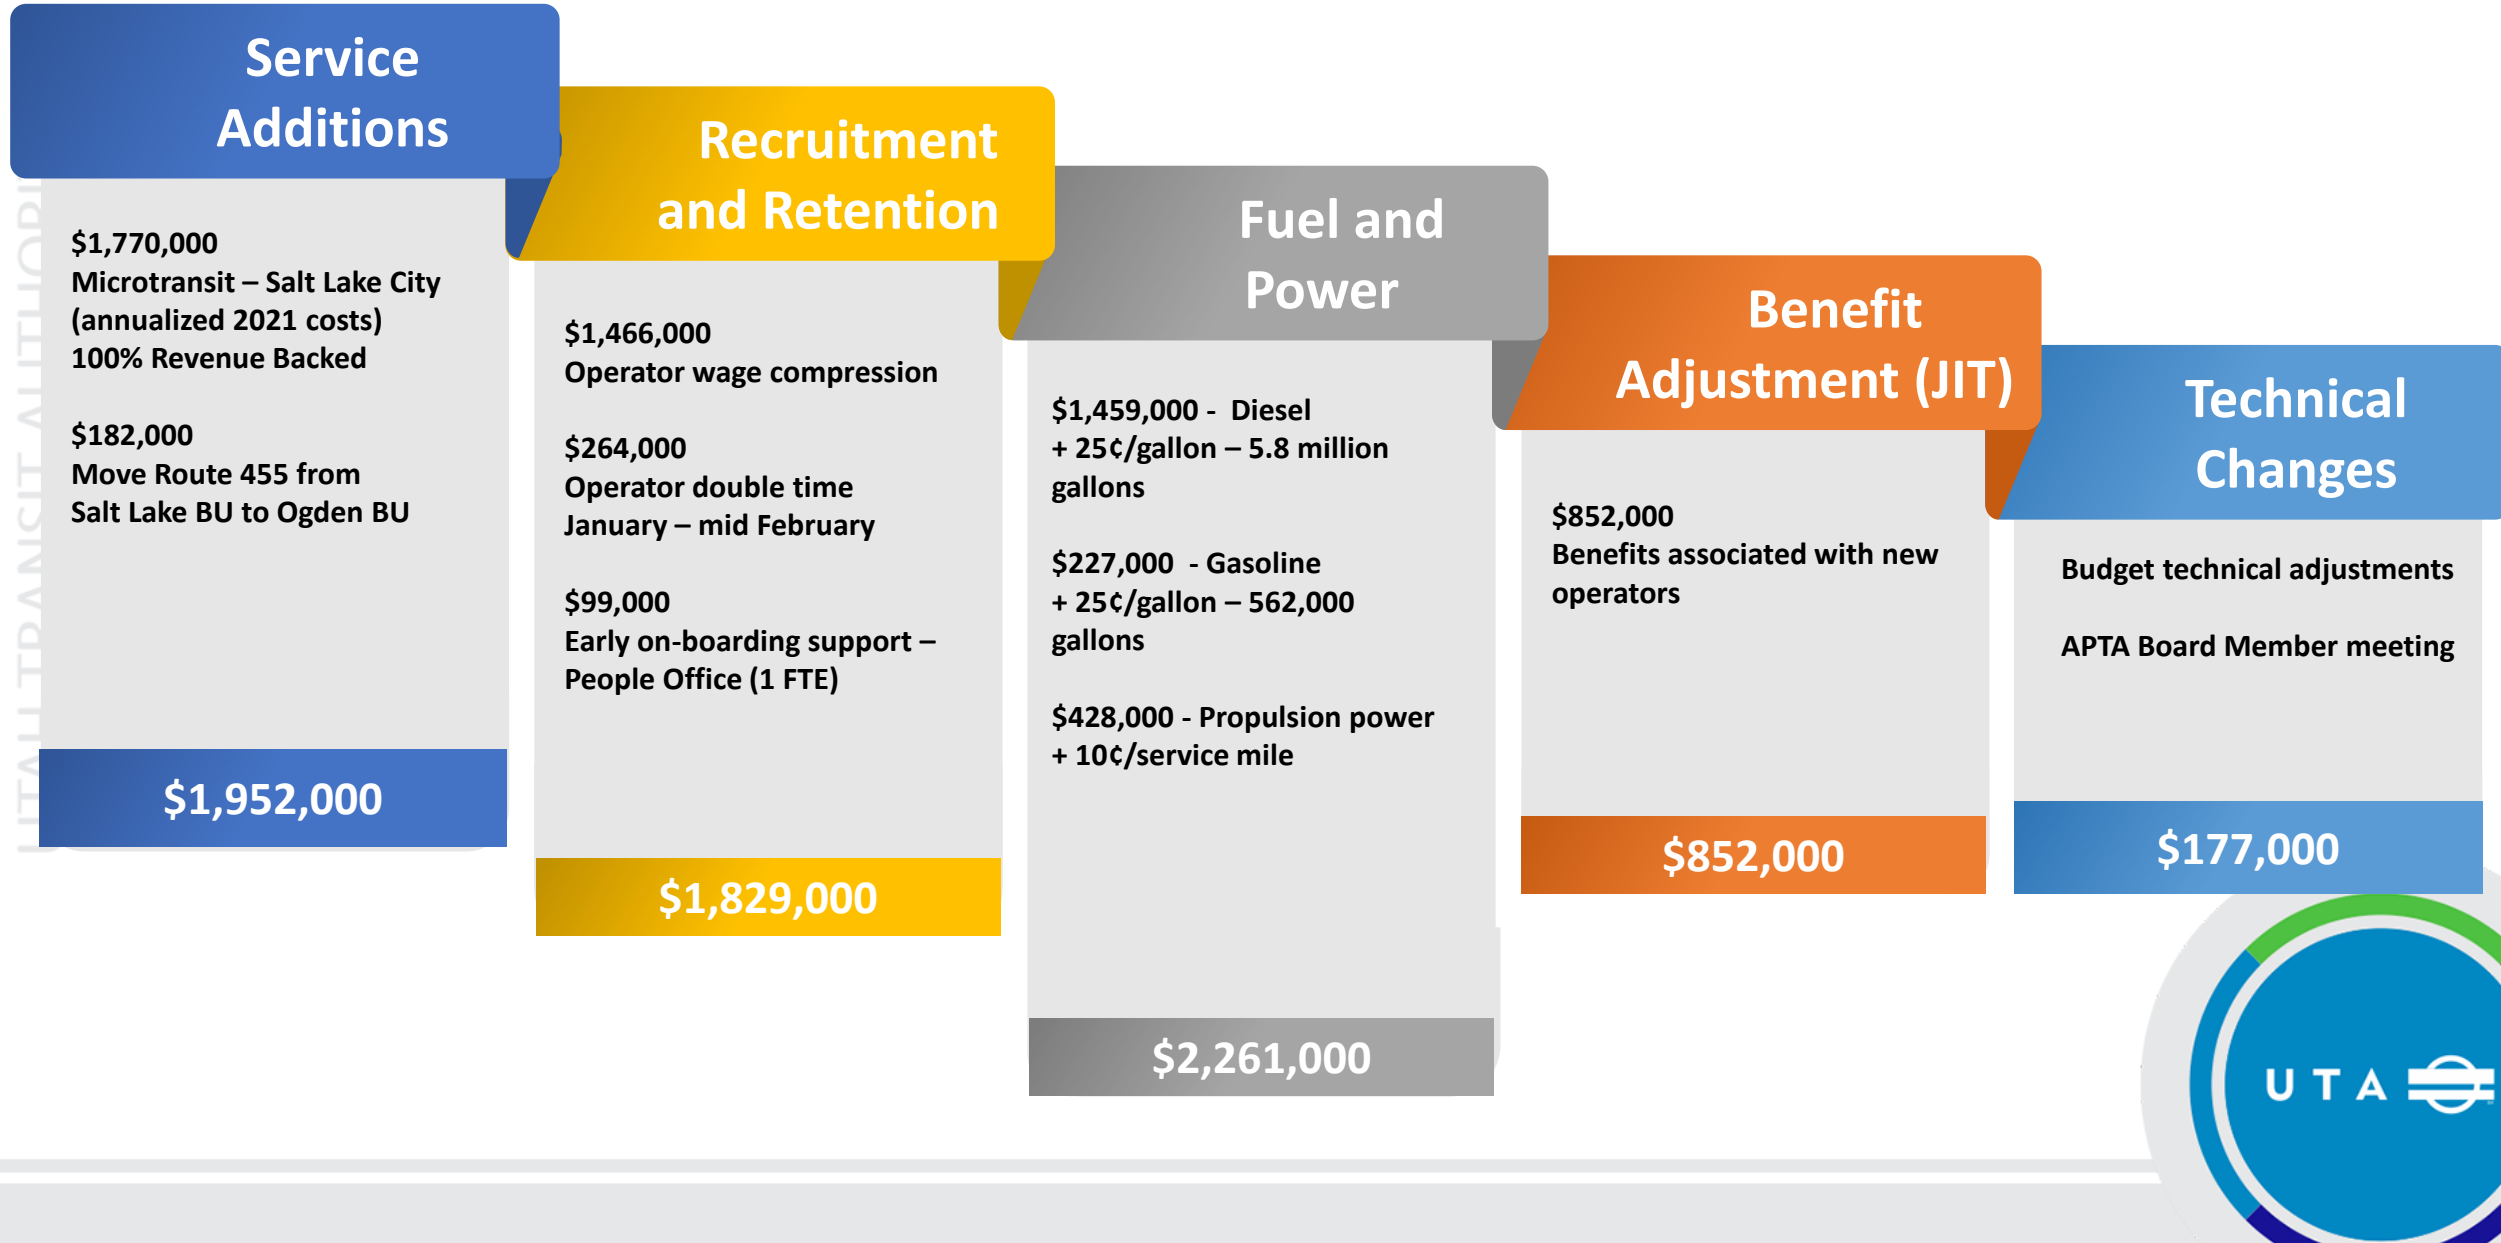 Service
Additions
$1,770,000
Microtransit – Salt Lake City
(annualized 2021 costs)
100% Revenue Backed
$182,000
Move Route 455 from
Salt Lake BU to Ogden BU
$1,952,000
Recruitment
and Retention
$1,466,000
Operator wage compression
$264,000
Operator double time
January – mid February
$99,000
Early on-boarding support –
People Office (1 FTE)
$1,829,000
Fuel and
Power
$1,459,000 -  Diesel
+ 25¢/gallon – 5.8 million
gallons
$227,000  - Gasoline
+ 25¢/gallon – 562,000
gallons
$428,000 - Propulsion power
+ 10¢/service mile
$2,261,000
Benefit
Adjustment (JIT)
$852,000
Benefits associated with new
operators
$852,000
Technical
Changes
Budget technical adjustments
APTA Board Member meeting
$177,000
UTA